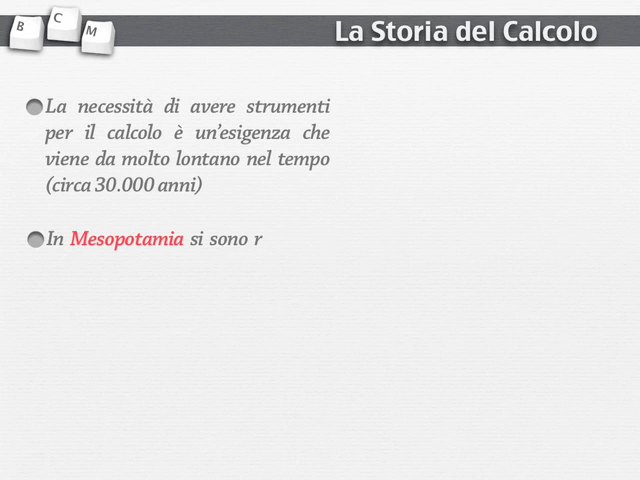 B C M
La Storia del Calcolo
La necessità di avere strumenti
per il calcolo è un'esigenza che
viene da molto lontano nel tempo
(circa 30.000 anni)
In Mesopotamia si sono r